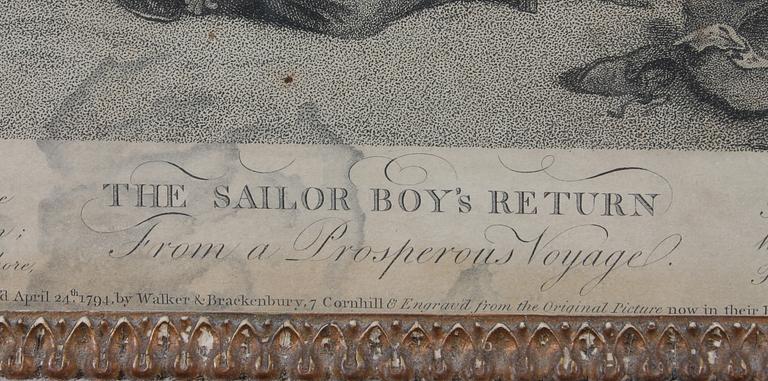 THE SAILOR BOY's RETURN
From a Prosperous Voyage.
April 24th, 1794, by Walker & Brackenbury, 7 Cornhill & Engrav'd from the Original Picture now in their